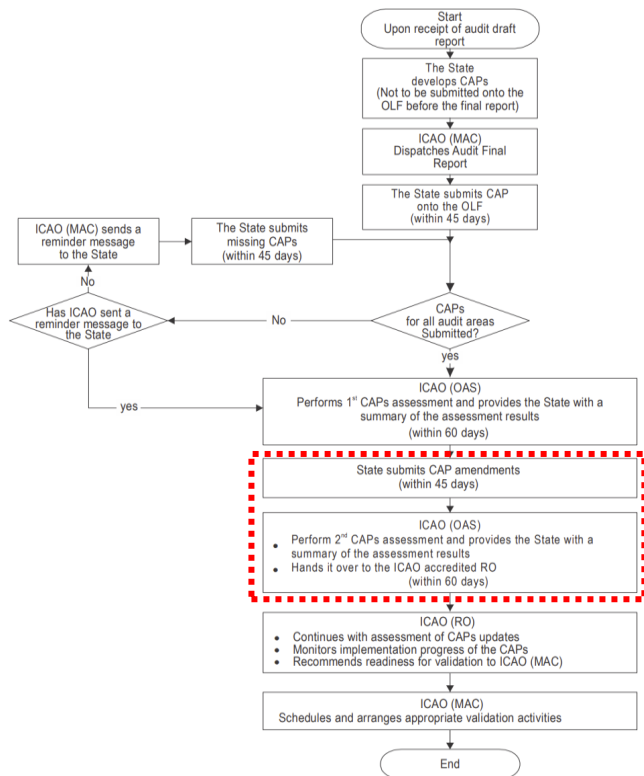 Start
Upon receipt of audit draft
report
The State
develops CAPs
(Not to be submitted onto the
OLF before the final report)
ICAO (MAC)
Dispatches Audit Final
Report
The State submits CAP
onto the OLF
(within 45 days)
ICAO (MAC) sends a
reminder message
to the State
The State submits
missing CAPs
(within 45 days)
No
Has ICAO sent a
reminder message to
the State
No
CAPs
for all audit areas
Submitted?
yes
yes
ICAO (OAS)
Performs 1st CAPs assessment and provides the State with a
summary of the assessment results
(within 60 days)
State submits CAP amendments
(within 45 days)
ICAO (OAS)
• Perform 2nd CAPs assessment and provides the State with a
summary of the assessment results
• Hands it over to the ICAO accredited RO
(within 60 days)
ICAO (RO)
• Continues with assessment of CAPs updates
• Monitors implementation progress of the CAPs
• Recommends readiness for validation to ICAO (MAC)
ICAO (MAC)
Schedules and arranges appropriate validation activities
End